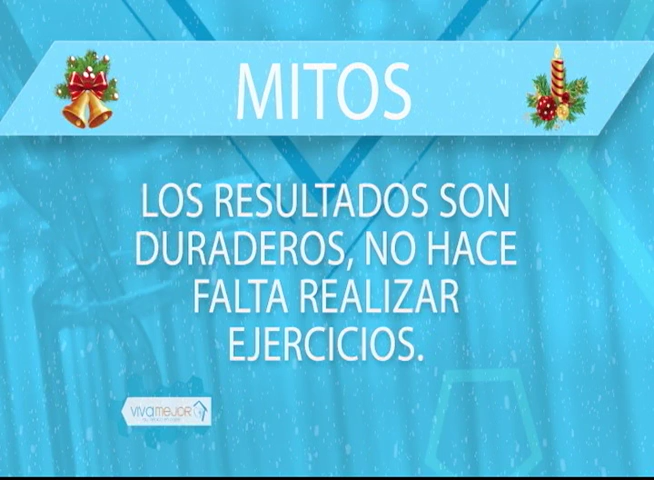 MITOS
LOS RESULTADOS SON
DURADEROS, NO HACE
FALTA REALIZAR
EJERCICIOS.
vivamejor